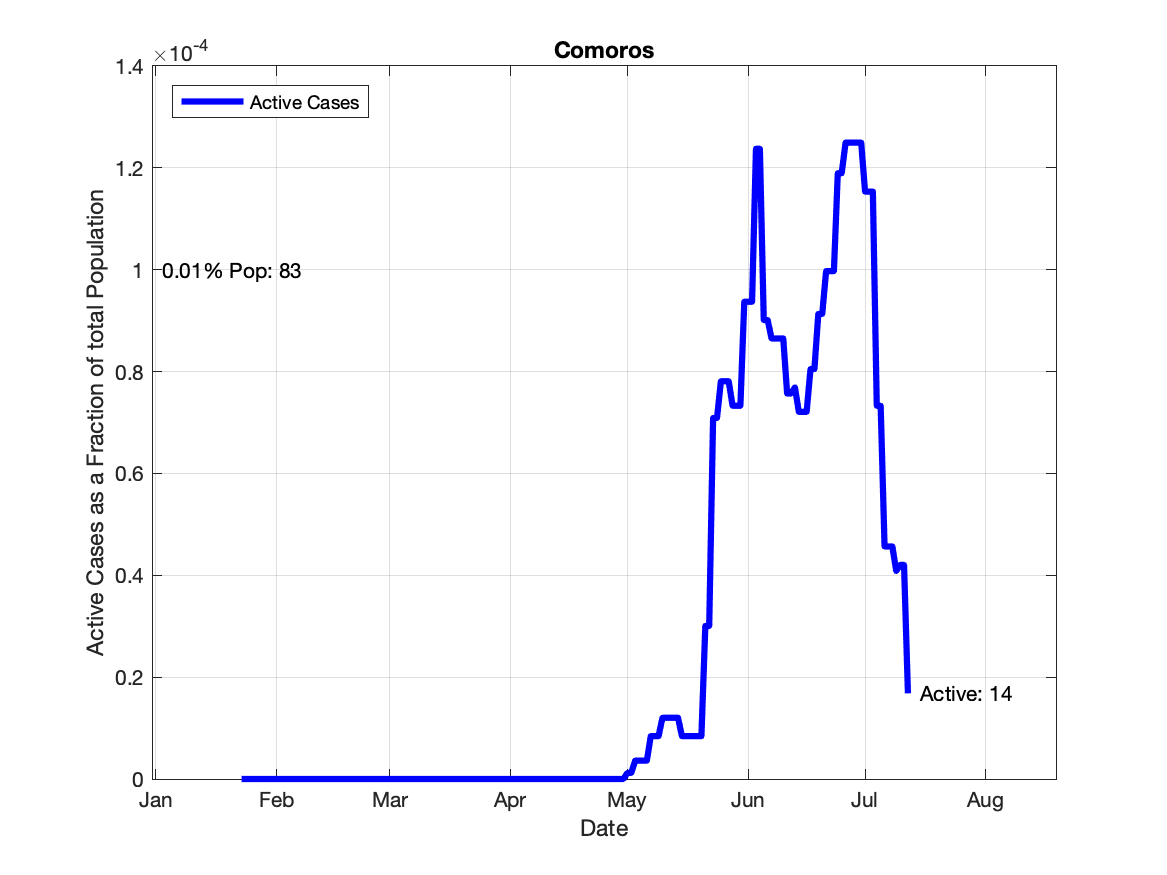 Comoros
×10-4
1.4
1.2
1
0.8
0.6
0.4
0.2
0
Active Cases as a Fraction of total Population
Active Cases
0.01% Pop: 83
Active: 14
Jan Feb Mar Apr May Jun Jul Aug
Date